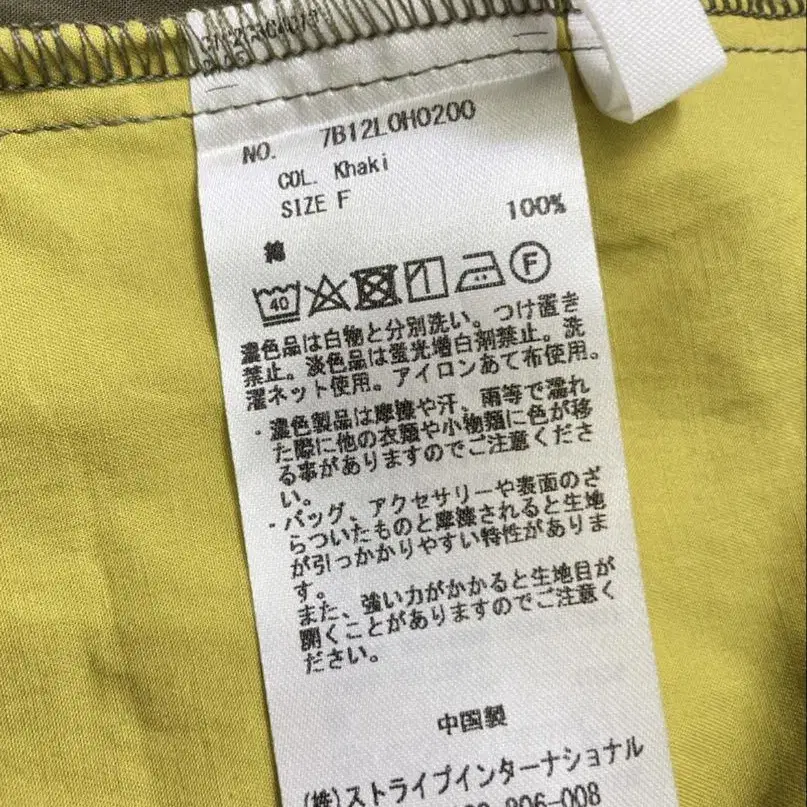 NO. 7B12L0H0200
COL. Khaki
SIZE F
100%
綿
40 F
濃色品は白物と分別洗い。つけ置き
禁止。淡色品は蛍光増白剤禁止。洗
濯ネット使用。アイロンあて布使用。
・濃色製品は摩擦や汗、雨等で濡れ
た際に他の衣類や小物類に色が移
る事がありますのでご注意くださ
い。
・バッグ、アクセサリーや表面のざ
らついたものと摩擦されると生地
が引っかかりやすい特性がありま
す。
また、強い力がかかると生地目が
開くことがありますのでご注意く
ださい。
中国製
(株)ストライプインターナショナル
906-008